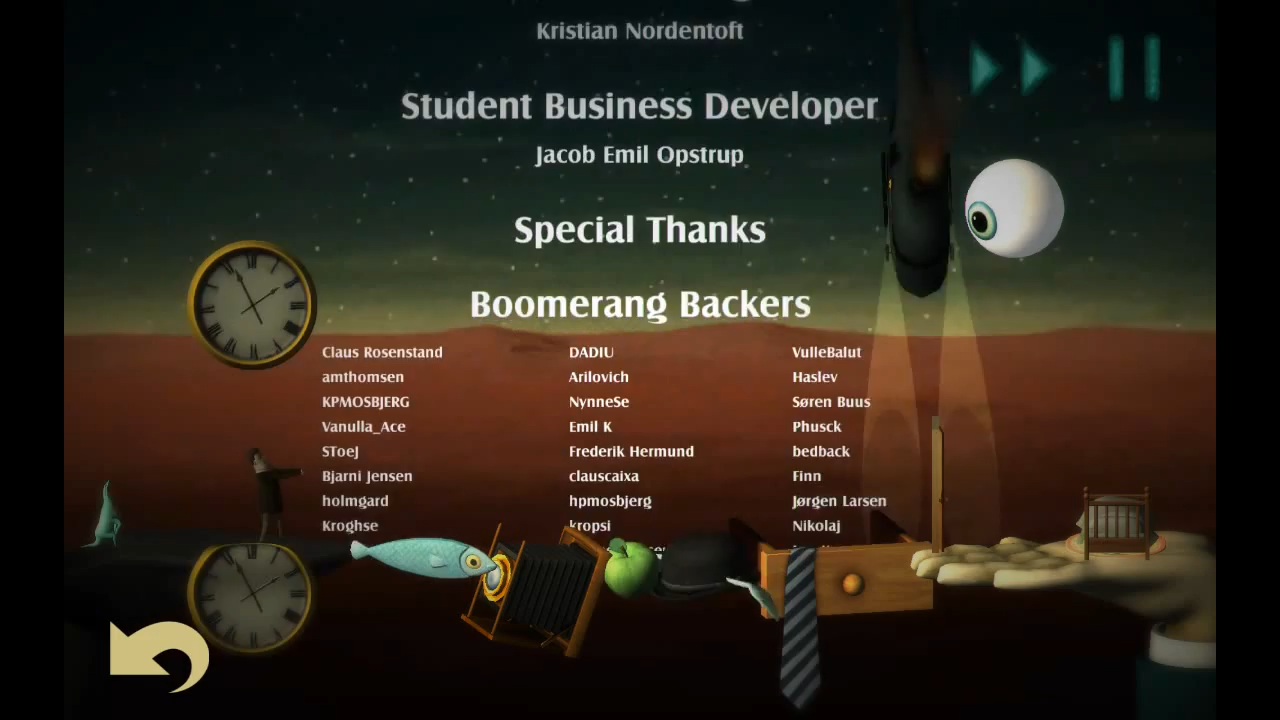 Kristian Nordentoft
Student Business Developer
Jacob Emil Opstrup
Special Thanks
Boomerang Backers
Claus Rosenstand DADIU VulleBalut
amthomsen Arilovich Haslev
KPMOSBJERG NynneSe Søren Buus
Vanulla_Ace Emil K Phusck
SToeJ Frederik Hermund bedback
Bjarni Jensen clauscaixa Finn
holmgard hpmosbjerg Jørgen Larsen
Kroghse kropsi Nikolaj